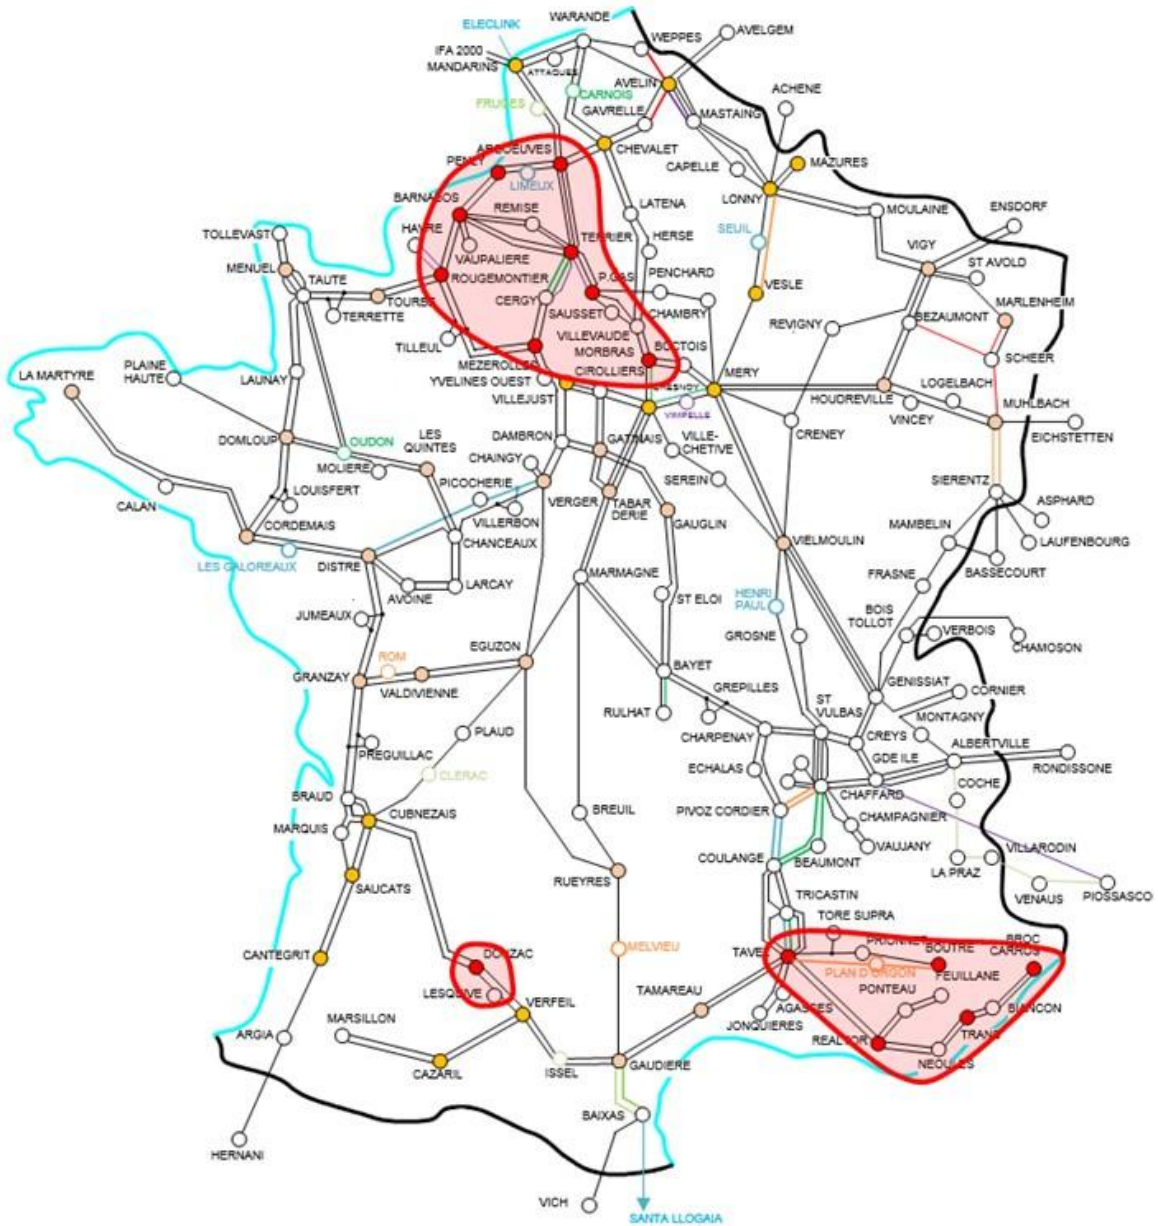 WARANDE
ELECLINK
IFA 2000
MANDARINS
ATTAQUES
WEPPES
AVELGEM
AVELIN
ACHENE
FRUGES
CARNOIS
GAVRELLE
MASTAING
ARGOEUVES
CHEVALET
PENLY
LIMEUX
CAPELLE
MAZURES
BARNABOS
REMISE
LATENA
LONNY
MOULAINE
ENSDORF
TOLLEVAST
HAVRE
VAUPALIERE
TERRIER
HERSE
SEUIL
VIGY
MENUEL
TAUTE
ROUGEMONTIER
P.GAS
PENCHARD
ST AVOLD
TOURBE
CERGY
SAUSSET
CHAMBRY
VESLE
MARLENHEIM
TERRETTE
VILLEVAUDE
REVIGNY
BEZAUMONT
TILLEUL
MORBRAS
BOCTOIS
SCHEER
LA MARTYRE
PLAINE
HAUTE
LAUNAY
MEZEROLLES
CIROLLIERS
MERY
LOGELBACH
YVELINES OUEST
VILLEJUST
CHESNOY
VIMPELLE
HOUDREVILLE
VINCEY
MUHLBACH
DOMLOUP
OUDON
LES
QUINTES
DAMBRON
GATINAIS
VILLE-
CHETIVE
CRENEY
EICHSTETTEN
MOLIERE
CHAINGY
PICOCHERIE
SEREIN
SIERENTZ
CALAN
LOUISFERT
VERGER
TABAR
DERIE
ASPHARD
CORDEMAIS
VILLERBON
GAUGLIN
MAMBELIN
LAUFENBOURG
CHANCEAUX
VIELMOULIN
LES GALOREAUX
DISTRE
BASSECOURT
MARMAGNE
FRASNE
AVOINE
LARCAY
ST ELOI
HENRI
PAUL
BOIS
TOLLOT
JUMEAUX
VERBOIS
GROSNE
CHAMOSON
ROM
EGUZON
GRANZAY
BAYET
GENISSIAT
VALDIVIENNE
GREPILLES
ST
VULBAS
CORNIER
RULHAT
MONTAGNY
PLAUD
CHARPENAY
CREYS
ALBERTVILLE
PREGUILLAC
GDE ILE
RONDISSONE
CLERAC
ECHALAS
COCHE
BRAUD
CHAFFARD
CUBNEZAIS
BREUIL
PIVOZ CORDIER
CHAMPAGNIER
MARQUIS
VAUJANY
VILLARODIN
COULANGE
BEAUMONT
LA PRAZ
SAUCATS
RUEYRES
VENAUS
PIOSSASCO
TRICASTIN
TORE SUPRA
CANTEGRIT
DONZAC
MELVIEU
TAVEL
PRIONNET
BOUTRE
BROC
CARROS
PLAN D'ORGON
FEUILLANE
LESQUIVE
PONTEAU
VERFEIL
TAMAREAU
AGASSES
BIANCON
JONQUIERES
ARGIA
MARSILLON
REALTOR
TRANS
CAZARIL
ISSEL
GAUDIERE
NEOULES
BAIXAS
HERNANI
VICH
SANTA LLOGAIA